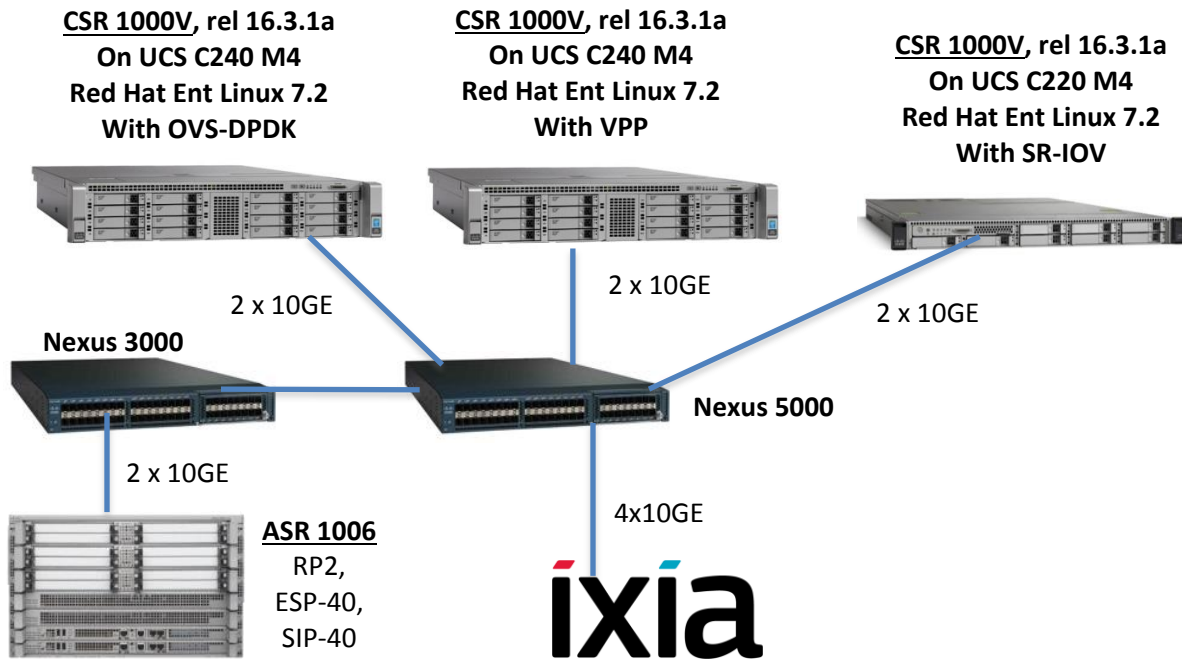 CSR 1000V, rel 16.3.1a
On UCS C240 M4
Red Hat Ent Linux 7.2
With OVS-DPDK
CSR 1000V, rel 16.3.1a
On UCS C240 M4
Red Hat Ent Linux 7.2
With VPP
CSR 1000V, rel 16.3.1a
On UCS C220 M4
Red Hat Ent Linux 7.2
With SR-IOV
2 x 10GE
2 x 10GE
2 x 10GE
Nexus 3000
Nexus 5000
2 x 10GE
4x10GE
ASR 1006
RP2,
ESP-40,
SIP-40
ixia